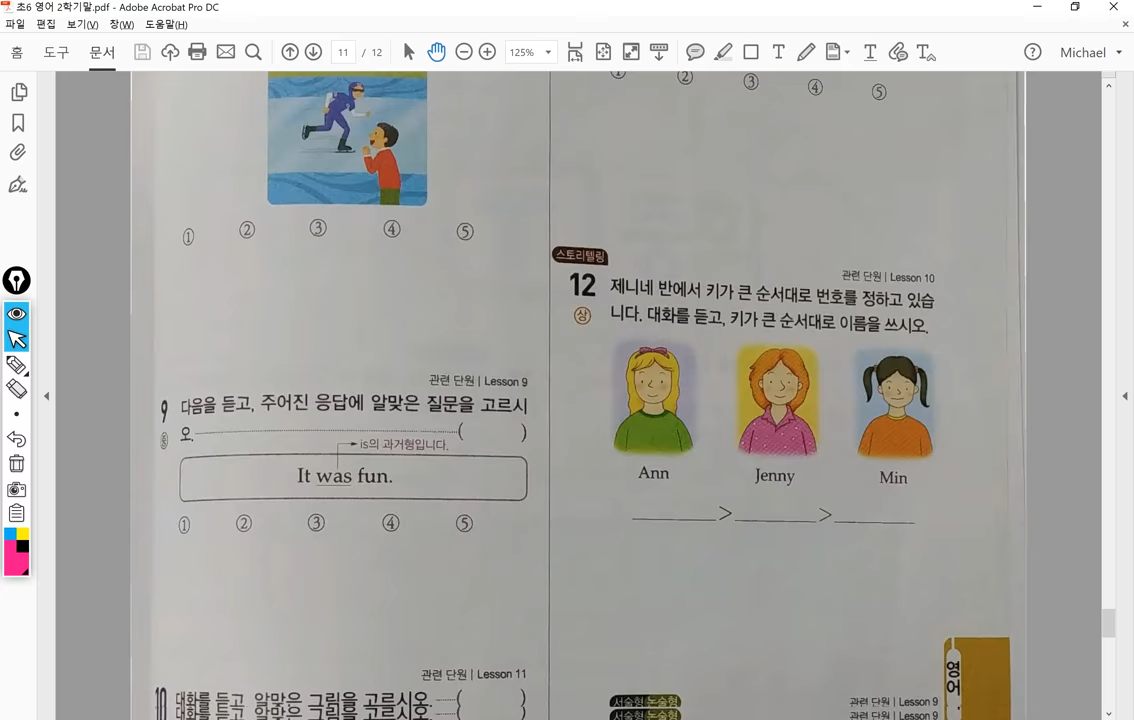 초6 영어 2학기말.pdf - Adobe Acrobat Pro DC
파일 편집 보기(V) 창(W) 도움말(H)
홈 도구 문서 11 / 12 125% Michael
① ② ③ ④ ⑤
관련 단원 | Lesson 9
9 다음을 듣고, 주어진 응답에 알맞은 질문을 고르시
오. ( )
is의 과거형입니다.
It was fun.
① ② ③ ④ ⑤
관련 단원 | Lesson 11
10 대화를 듣고, 알맞은 그림을 고르시오. ( )
① ② ③ ④ ⑤
스토리텔링
관련 단원 | Lesson 10
12 제니네 반에서 키가 큰 순서대로 번호를 정하고 있습
상 니다. 대화를 듣고, 키가 큰 순서대로 이름을 쓰시오.
Ann Jenny Min
> >
영어
서술형 논술형
관련 단원 | Lesson 9